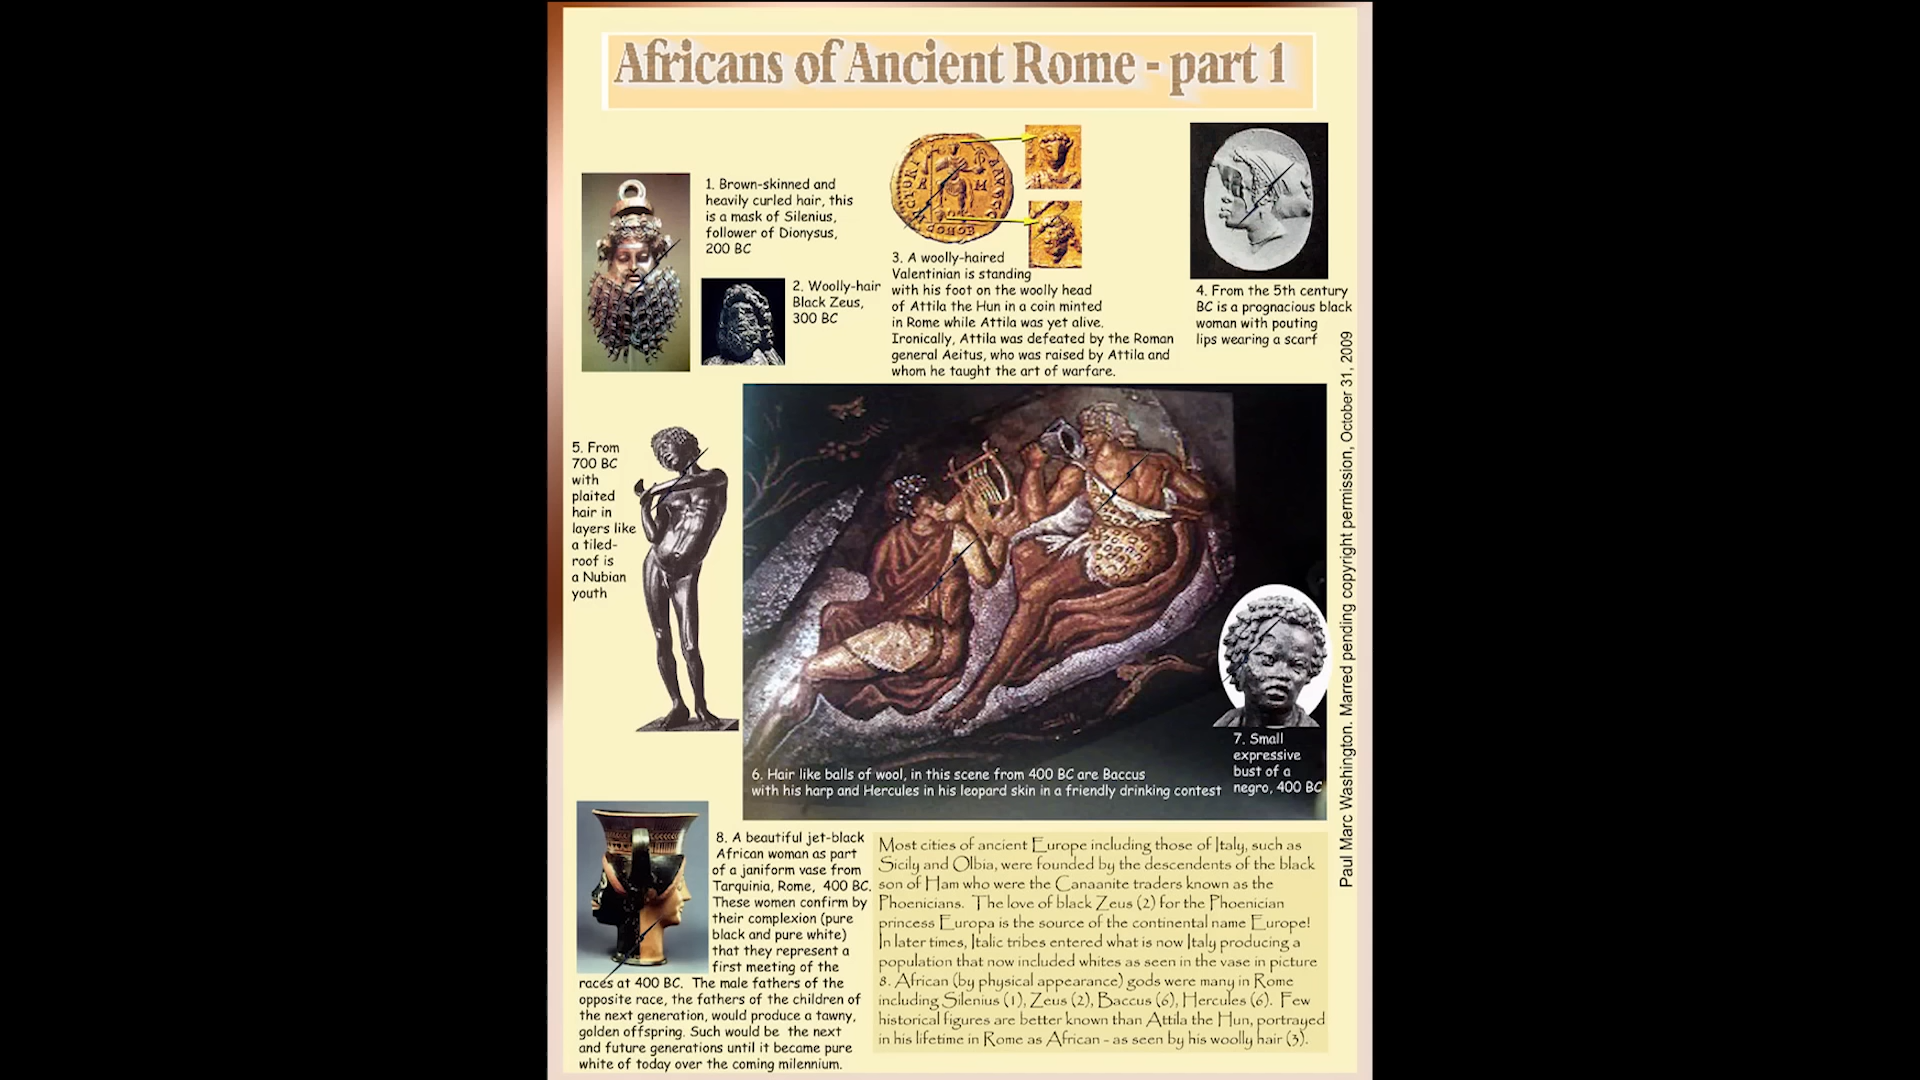 Africans of Ancient Rome - part 1
1. Brown-skinned and
heavily curled hair, this
is a mask of Silenius,
follower of Dionysus,
200 BC
2. Woolly-hair
Black Zeus,
300 BC
VICTORI
AAVGGG
R M
CONOB
3. A woolly-haired
Valentinian is standing
with his foot on the woolly head
of Attila the Hun in a coin minted
in Rome while Attila was yet alive.
Ironically, Attila was defeated by the Roman
general Aeitus, who was raised by Attila and
whom he taught the art of warfare.
4. From the 5th century
BC is a prognacious black
woman with pouting
lips wearing a scarf
5. From
700 BC
with
plaited
hair in
layers like
a tiled-
roof is
a Nubian
youth
6. Hair like balls of wool, in this scene from 400 BC are Baccus
with his harp and Hercules in his leopard skin in a friendly drinking contest
7. Small
expressive
bust of a
negro, 400 BC
8. A beautiful jet-black
African woman as part
of a janiform vase from
Tarquinia, Rome, 400 BC.
These women confirm by
their complexion (pure
black and pure white)
that they represent a
first meeting of the
races at 400 BC. The male fathers of the
opposite race, the fathers of the children of
the next generation, would produce a tawny,
golden offspring. Such would be the next
and future generations until it became pure
white of today over the coming milennium.
Most cities of ancient Europe including those of Italy, such as
Sicily and Olbia, were founded by the descendents of the black
son of Ham who were the Canaanite traders known as the
Phoenicians. The love of black Zeus (2) for the Phoenician
princess Europa is the source of the continental name Europe!
In later times, Italic tribes entered what is now Italy producing a
population that now included whites as seen in the vase in picture
8. African (by physical appearance) gods were many in Rome
including Silenius (1), Zeus (2), Baccus (6), Hercules (6). Few
historical figures are better known than Attila the Hun, portrayed
in his lifetime in Rome as African - as seen by his woolly hair (3).
Paul Marc Washington. Marred pending copyright permission, October 31, 2009